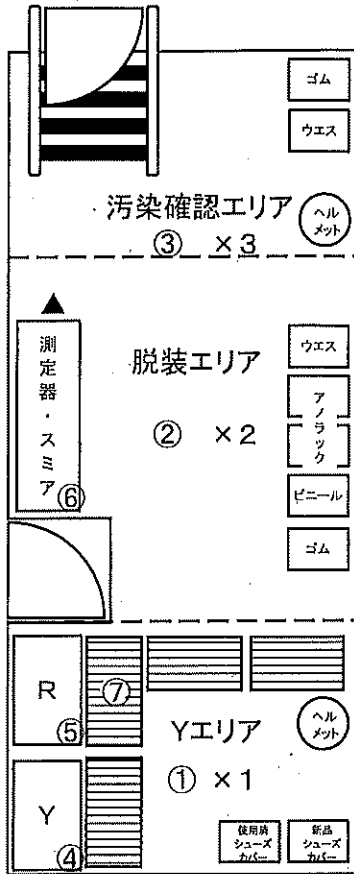 ゴム
ウエス
汚染確認エリア
ヘル
メット
③ ×3
測定器・スミア
⑥
脱装エリア
② ×2
ウエス
アノラック
ビニール
ゴム
R
⑤
⑦
Yエリア
ヘル
メット
① ×1
Y
④
使用済
シューズ
カバー
新品
シューズ
カバー